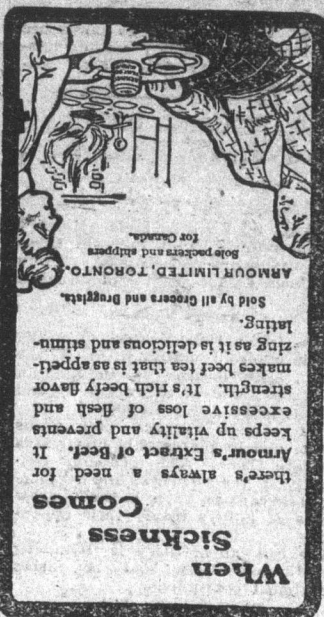 When
Sickness
Comes
there's always a need for
Armour's Extract of Beef. It
keeps up vitality and prevents
excessive loss of flesh and
strength. It's rich beefy flavor
makes beef tea that is as appeti-
zing as it is delicious and stimu-
lating.
Sold by all Grocers and Druggists.
ARMOUR LIMITED, TORONTO.
Sole packers and shippers
for Canada.